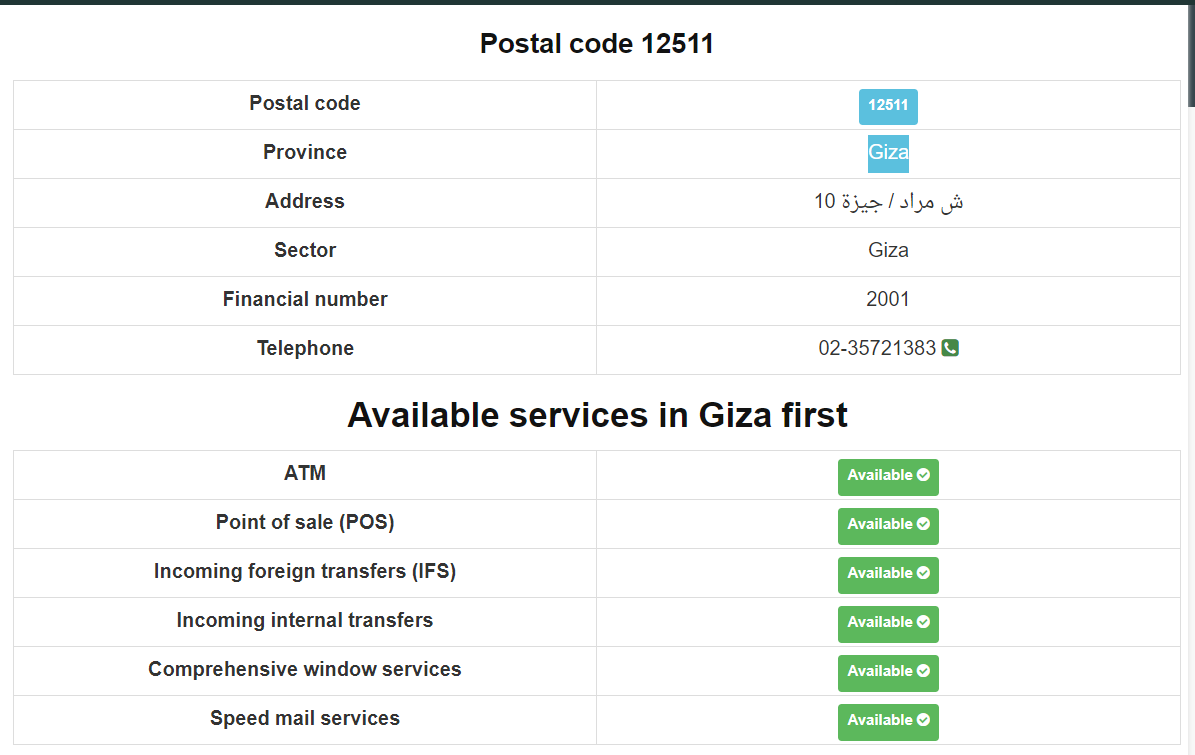 Postal code 12511
Postal code 12511
Province Giza
Address 10 ش مراد / جيزة
Sector Giza
Financial number 2001
Telephone 02-35721383
Available services in Giza first
ATM Available
Point of sale (POS) Available
Incoming foreign transfers (IFS) Available
Incoming internal transfers Available
Comprehensive window services Available
Speed mail services Available